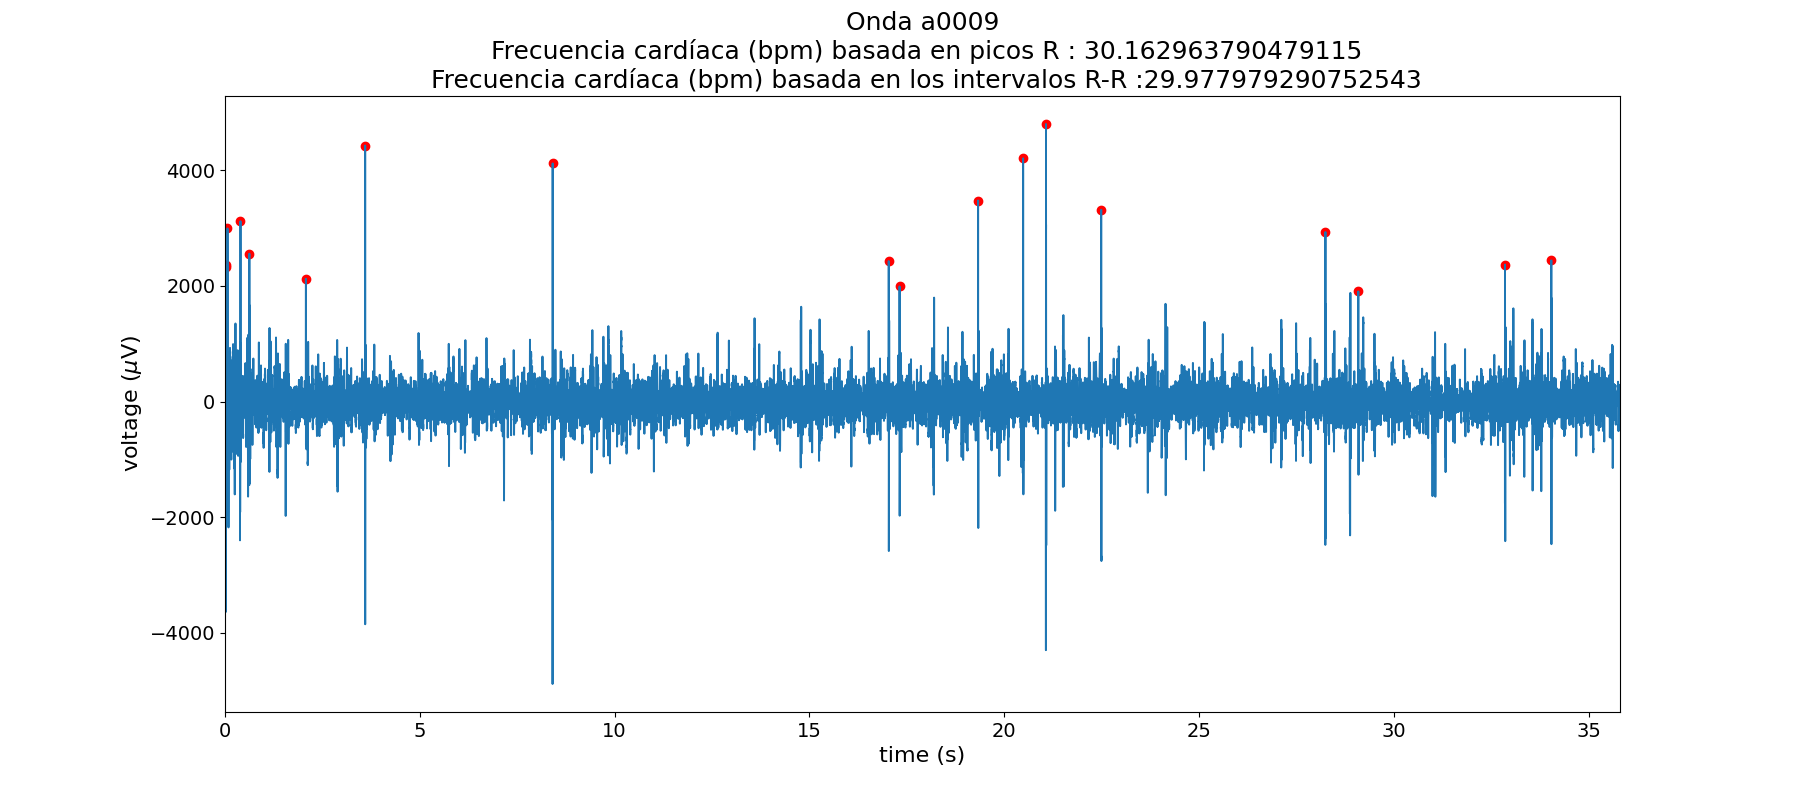 Onda a0009
Frecuencia cardíaca (bpm) basada en picos R : 30.162963790479115
Frecuencia cardíaca (bpm) basada en los intervalos R-R :29.977979290752543
voltage (μV)
4000
2000
0
−2000
−4000
0 5 10 15 20 25 30 35
time (s)